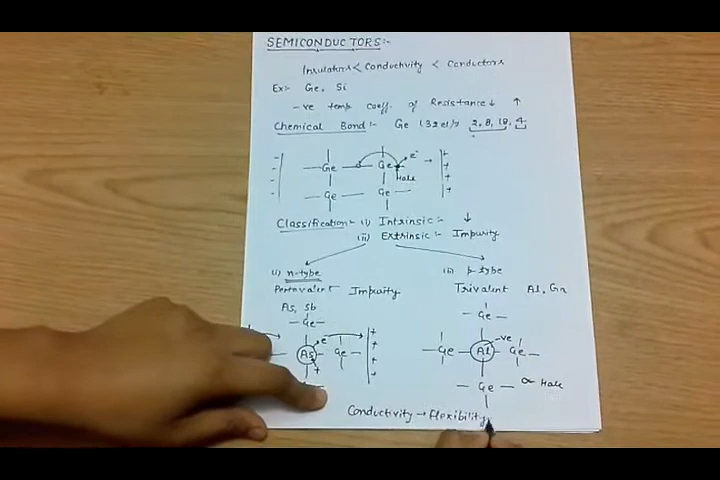 SEMICONDUCTORS:-
Insulators < Conductivity < Conductors
Ex:- Ge, Si
-ve temp coeff. of Resistance ↓ ↑
Chemical Bond:- Ge (32 el) → 2, 8, 18, 4
- +
- Ge Ge e- → +
- Hole +
- Ge Ge +
Classification:- (i) Intrinsic:- ↓
(ii) Extrinsic:- Impurity
(i) n-type (ii) p-type
Pentavalent Impurity Trivalent Al, Ga
As, Sb
Ge Ge
As e Ge + + + + Ge Al -ve Ge
+
Ge Hole
Conductivity → Flexibility